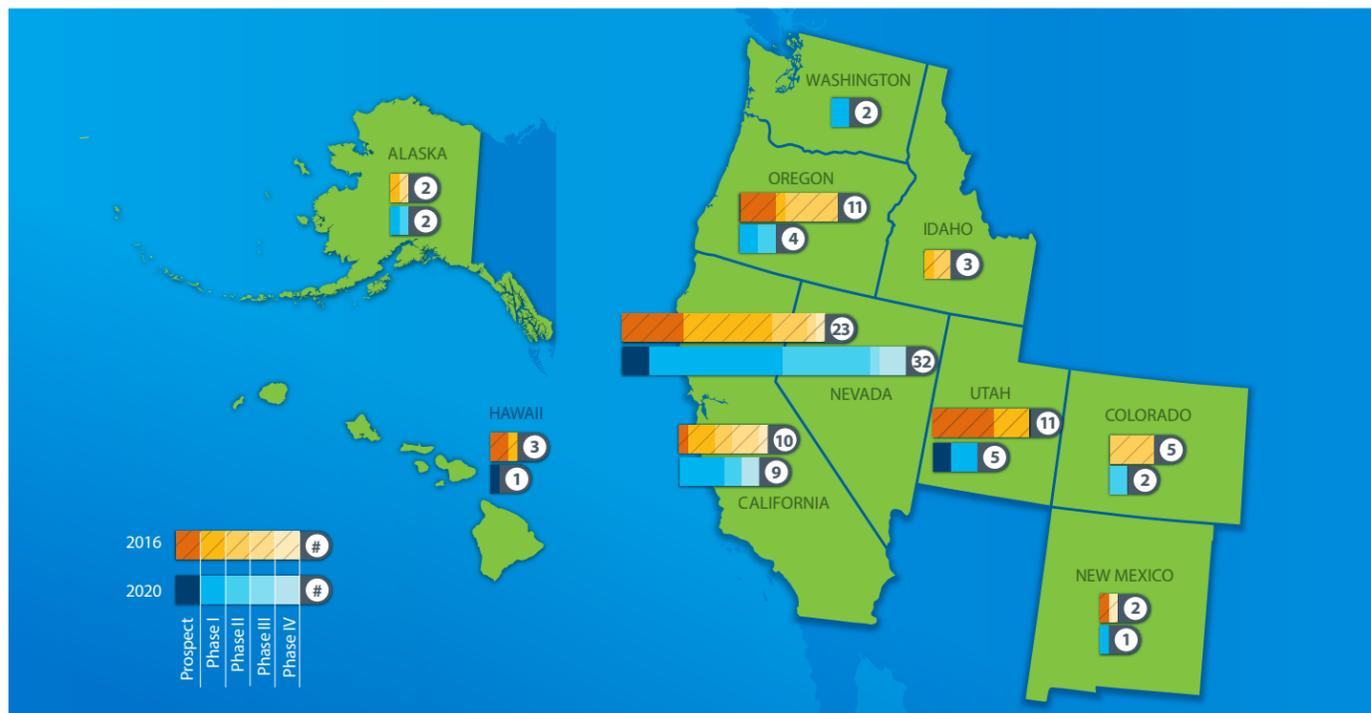 WASHINGTON
2
ALASKA
2
2
OREGON
11
4
IDAHO
3
23
32
NEVADA
UTAH
11
5
COLORADO
5
2
HAWAII
3
1
10
9
CALIFORNIA
NEW MEXICO
2
1
2016 #
2020 #
Prospect
Phase I
Phase II
Phase III
Phase IV